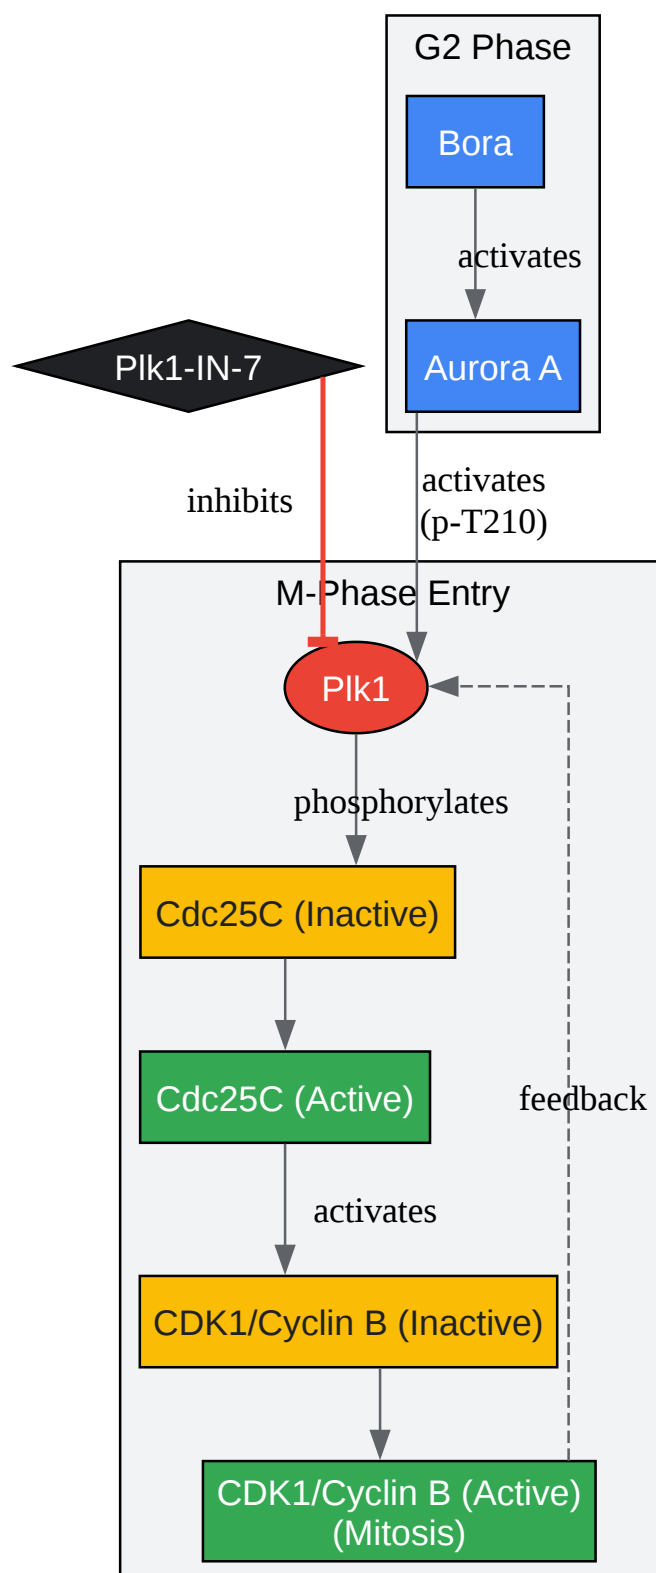 G2 Phase
Bora
activates
Plk1-IN-7
Aurora A
inhibits
activates
(p-T210)
M-Phase Entry
Plk1
phosphorylates
Cdc25C (Inactive)
Cdc25C (Active)
feedback
activates
CDK1/Cyclin B (Inactive)
CDK1/Cyclin B (Active)
(Mitosis)